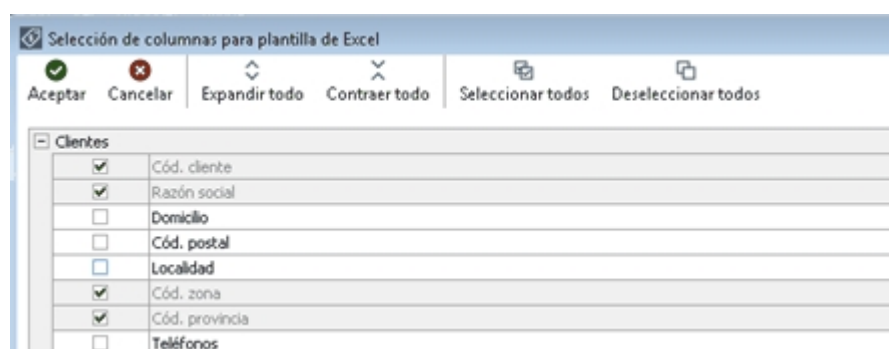 Selección de columnas para plantilla de Excel
Aceptar Cancelar Expandir todo Contraer todo Seleccionar todos Deseleccionar todos
Clientes
Cód. cliente
Razón social
Domicilio
Cód. postal
Localidad
Cód. zona
Cód. provincia
Teléfonos